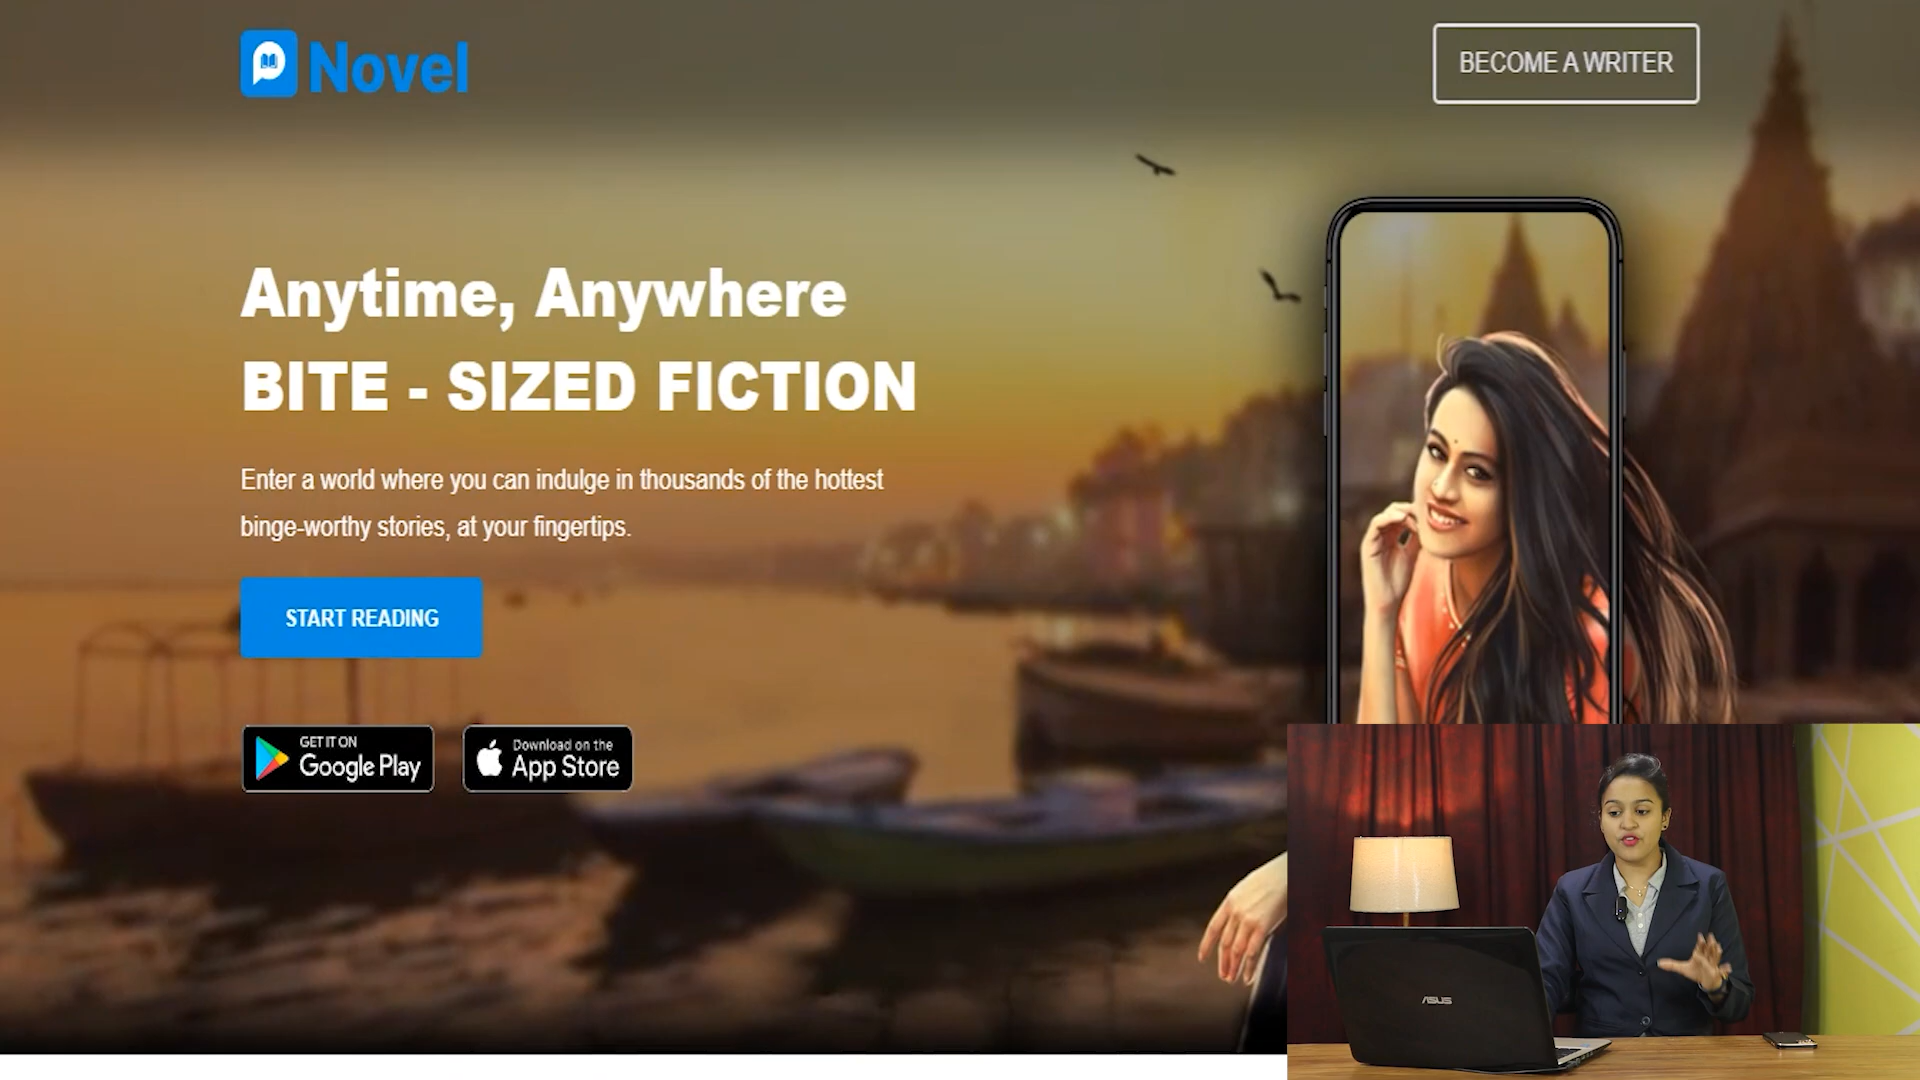 Novel
BECOME A WRITER
Anytime, Anywhere
BITE - SIZED FICTION
Enter a world where you can indulge in thousands of the hottest
binge-worthy stories, at your fingertips.
START READING
GET IT ON
Google Play
Download on the
App Store
ASUS